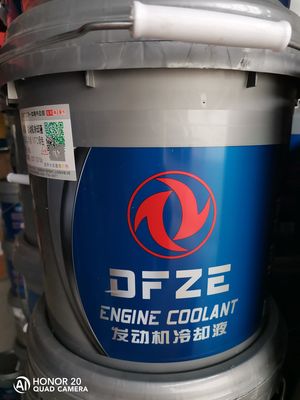 DFZE
ENGINE COOLANT
发动机冷却液
HONOR 20
QUAD CAMERA